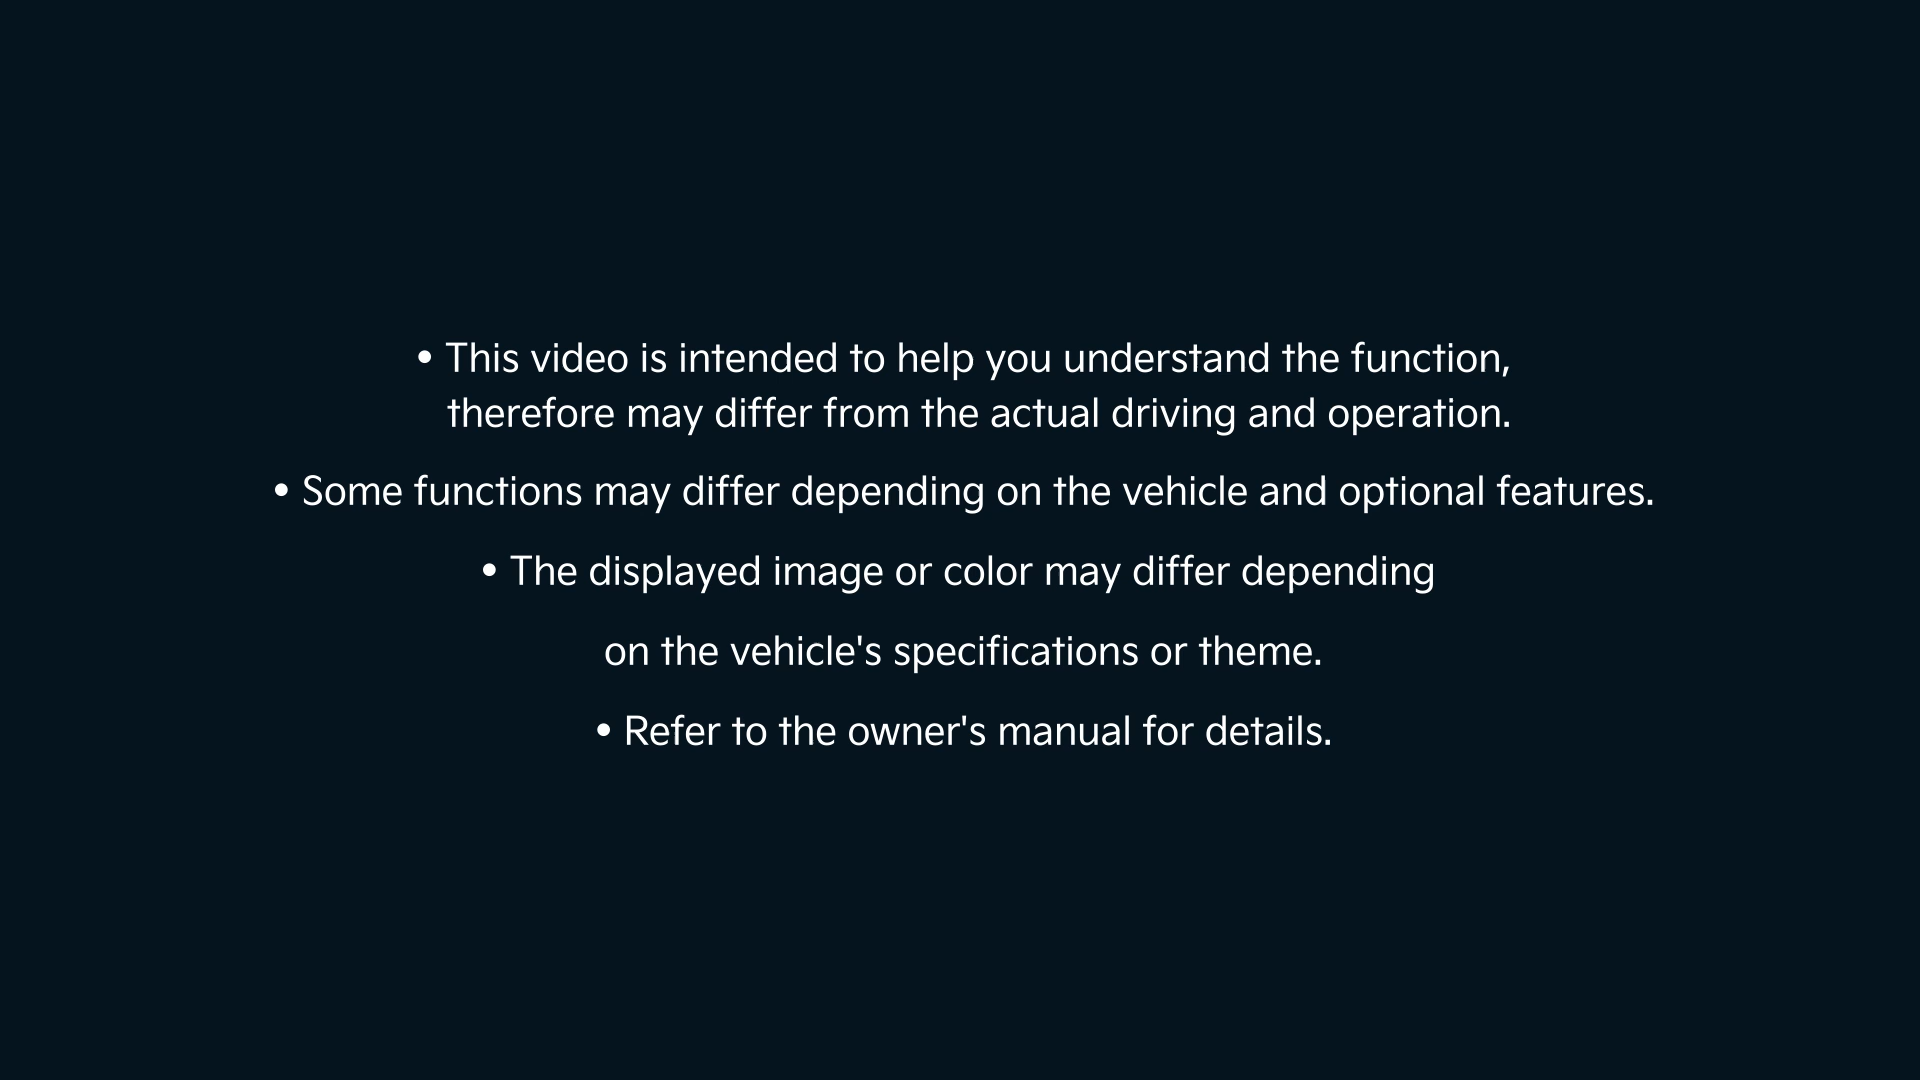 • This video is intended to help you understand the function,
therefore may differ from the actual driving and operation.
• Some functions may differ depending on the vehicle and optional features.
• The displayed image or color may differ depending
on the vehicle's specifications or theme.
• Refer to the owner's manual for details.